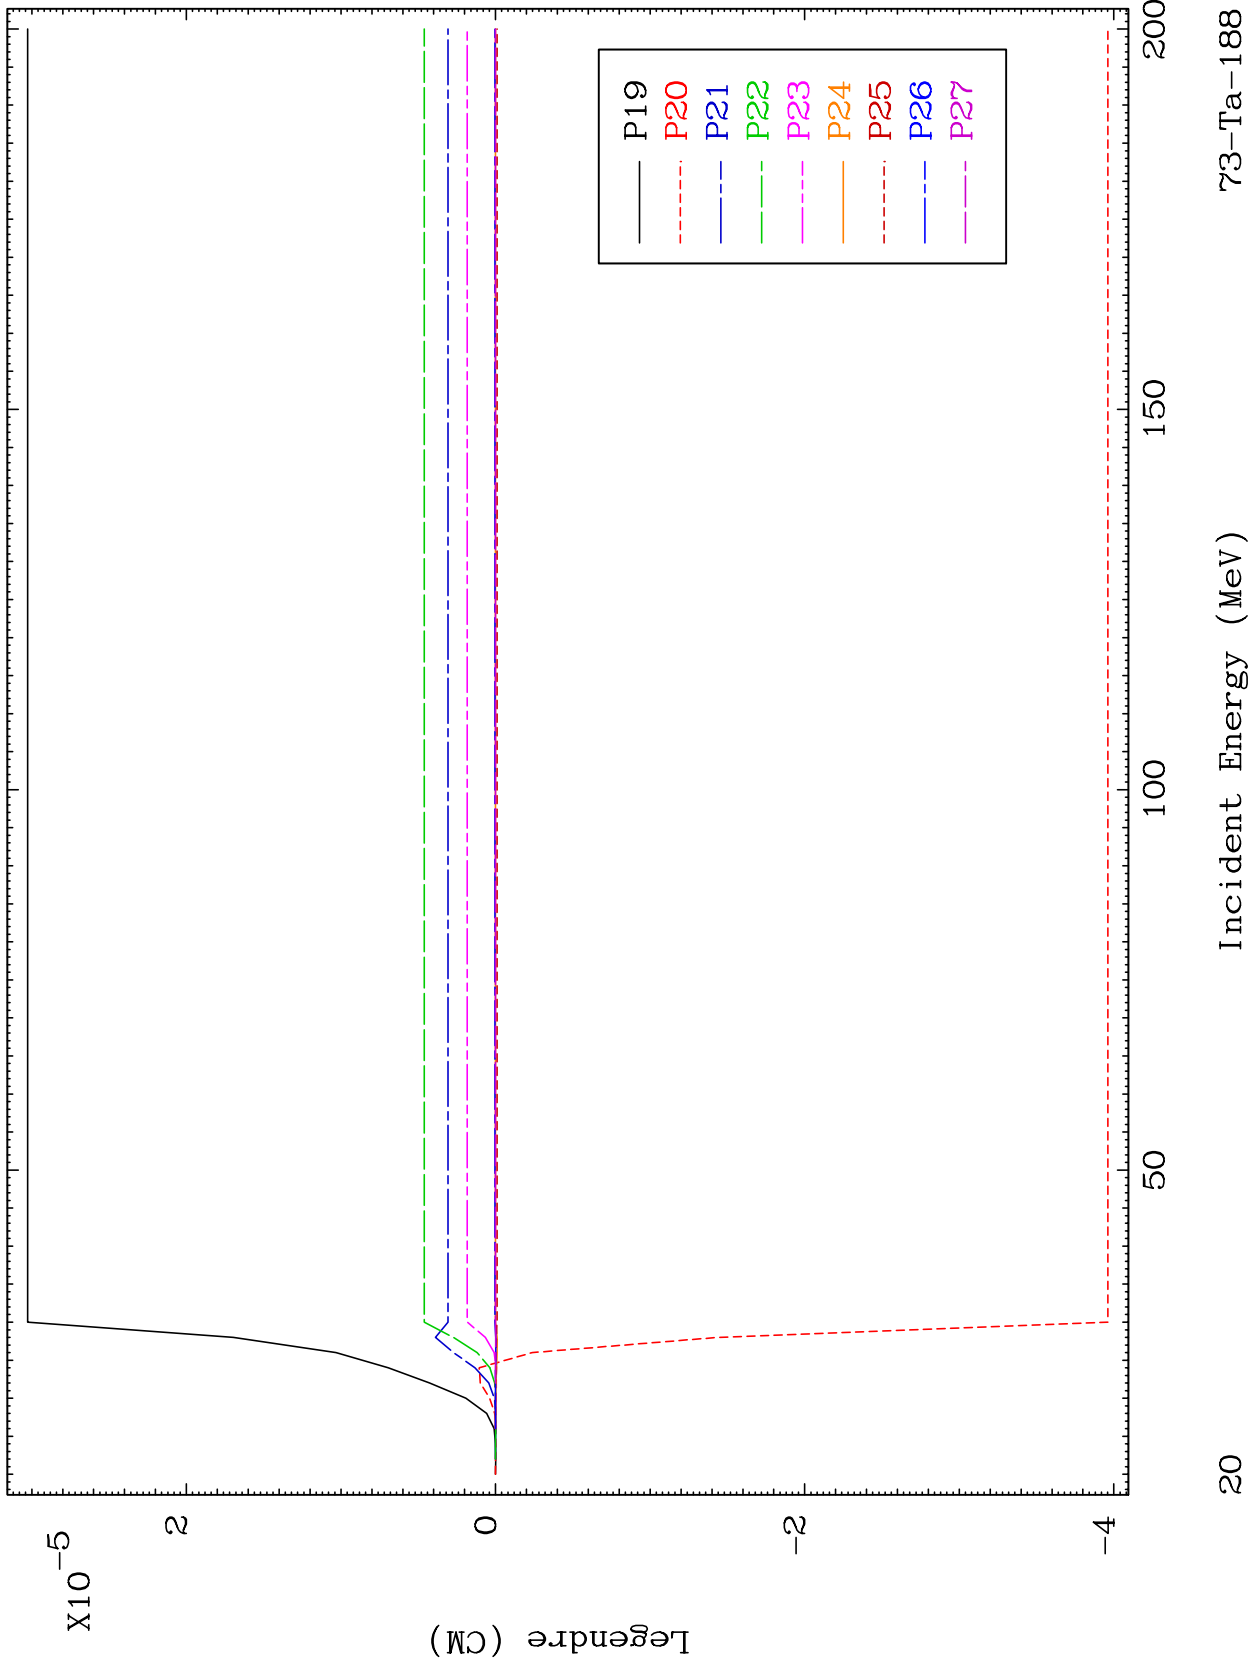 X10 -5
2
0
-2
-4
Legendre (CM)
P19
P20
P21
P22
P23
P24
P25
P26
P27
20
50
100
150
200
Incident Energy (MeV)
73-Ta-188